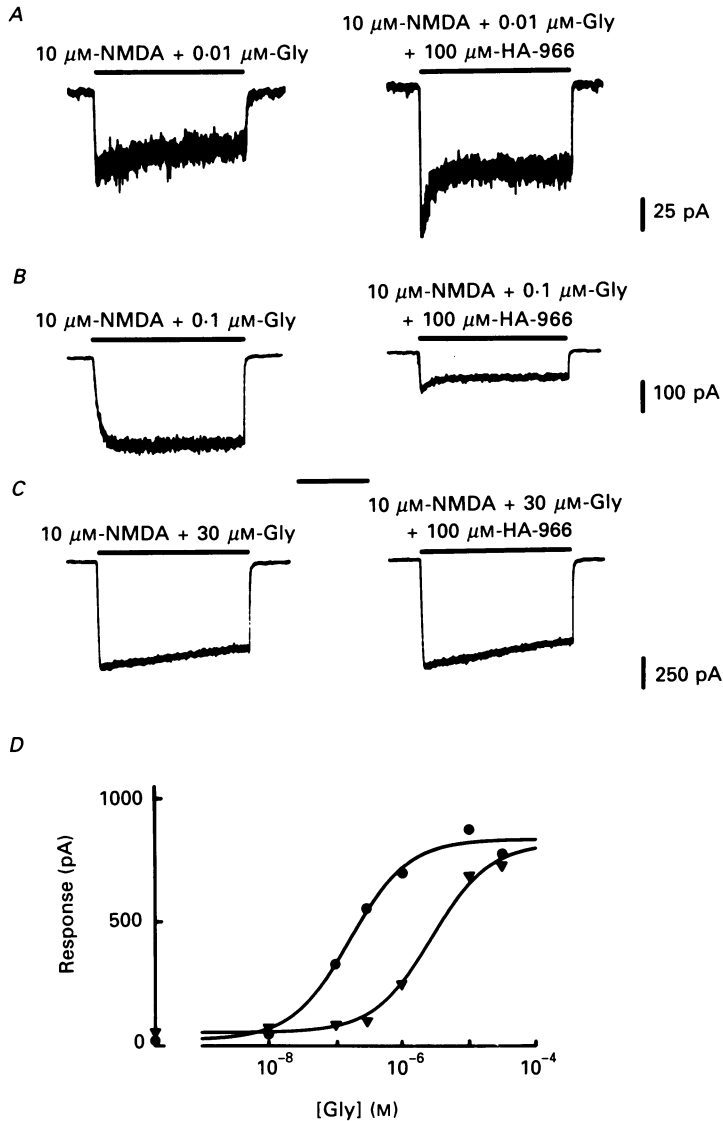 A
10 μM-NMDA + 0·01 μM-Gly
10 μM-NMDA + 0·01 μM-Gly
+ 100 μM-HA-966
25 pA
B
10 μM-NMDA + 0·1 μM-Gly
10 μM-NMDA + 0·1 μM-Gly
+ 100 μM-HA-966
100 pA
C
10 μM-NMDA + 30 μM-Gly
10 μM-NMDA + 30 μM-Gly
+ 100 μM-HA-966
250 pA
D
1000
500
0
Response (pA)
10⁻⁸
10⁻⁶
10⁻⁴
[Gly] (M)